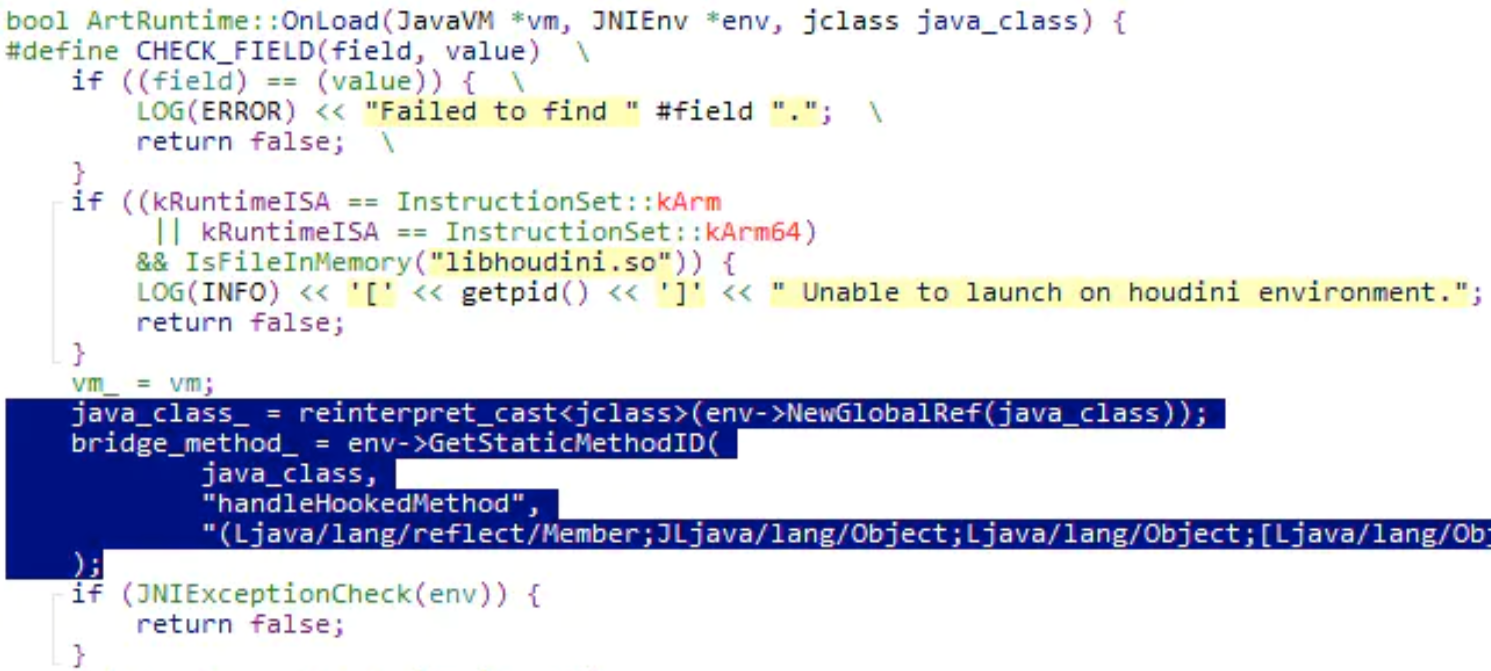 bool ArtRuntime::OnLoad(JavaVM *vm, JNIEnv *env, jclass java_class) {
#define CHECK_FIELD(field, value)  \
    if ((field) == (value)) {  \
        LOG(ERROR) << "Failed to find " #field ".";  \
        return false;  \
    }
    if ((kRuntimeISA == InstructionSet::kArm
         || kRuntimeISA == InstructionSet::kArm64)
        && IsFileInMemory("libhoudini.so")) {
        LOG(INFO) << '[' << getpid() << ']' << " Unable to launch on houdini environment.";
        return false;
    }
    vm_ = vm;
    java_class_ = reinterpret_cast<jclass>(env->NewGlobalRef(java_class));
    bridge_method_ = env->GetStaticMethodID(
            java_class,
            "handleHookedMethod",
            "(Ljava/lang/reflect/Member;JLjava/lang/Object;Ljava/lang/Object;[Ljava/lang/Obj
    );
    if (JNIExceptionCheck(env)) {
        return false;
    }